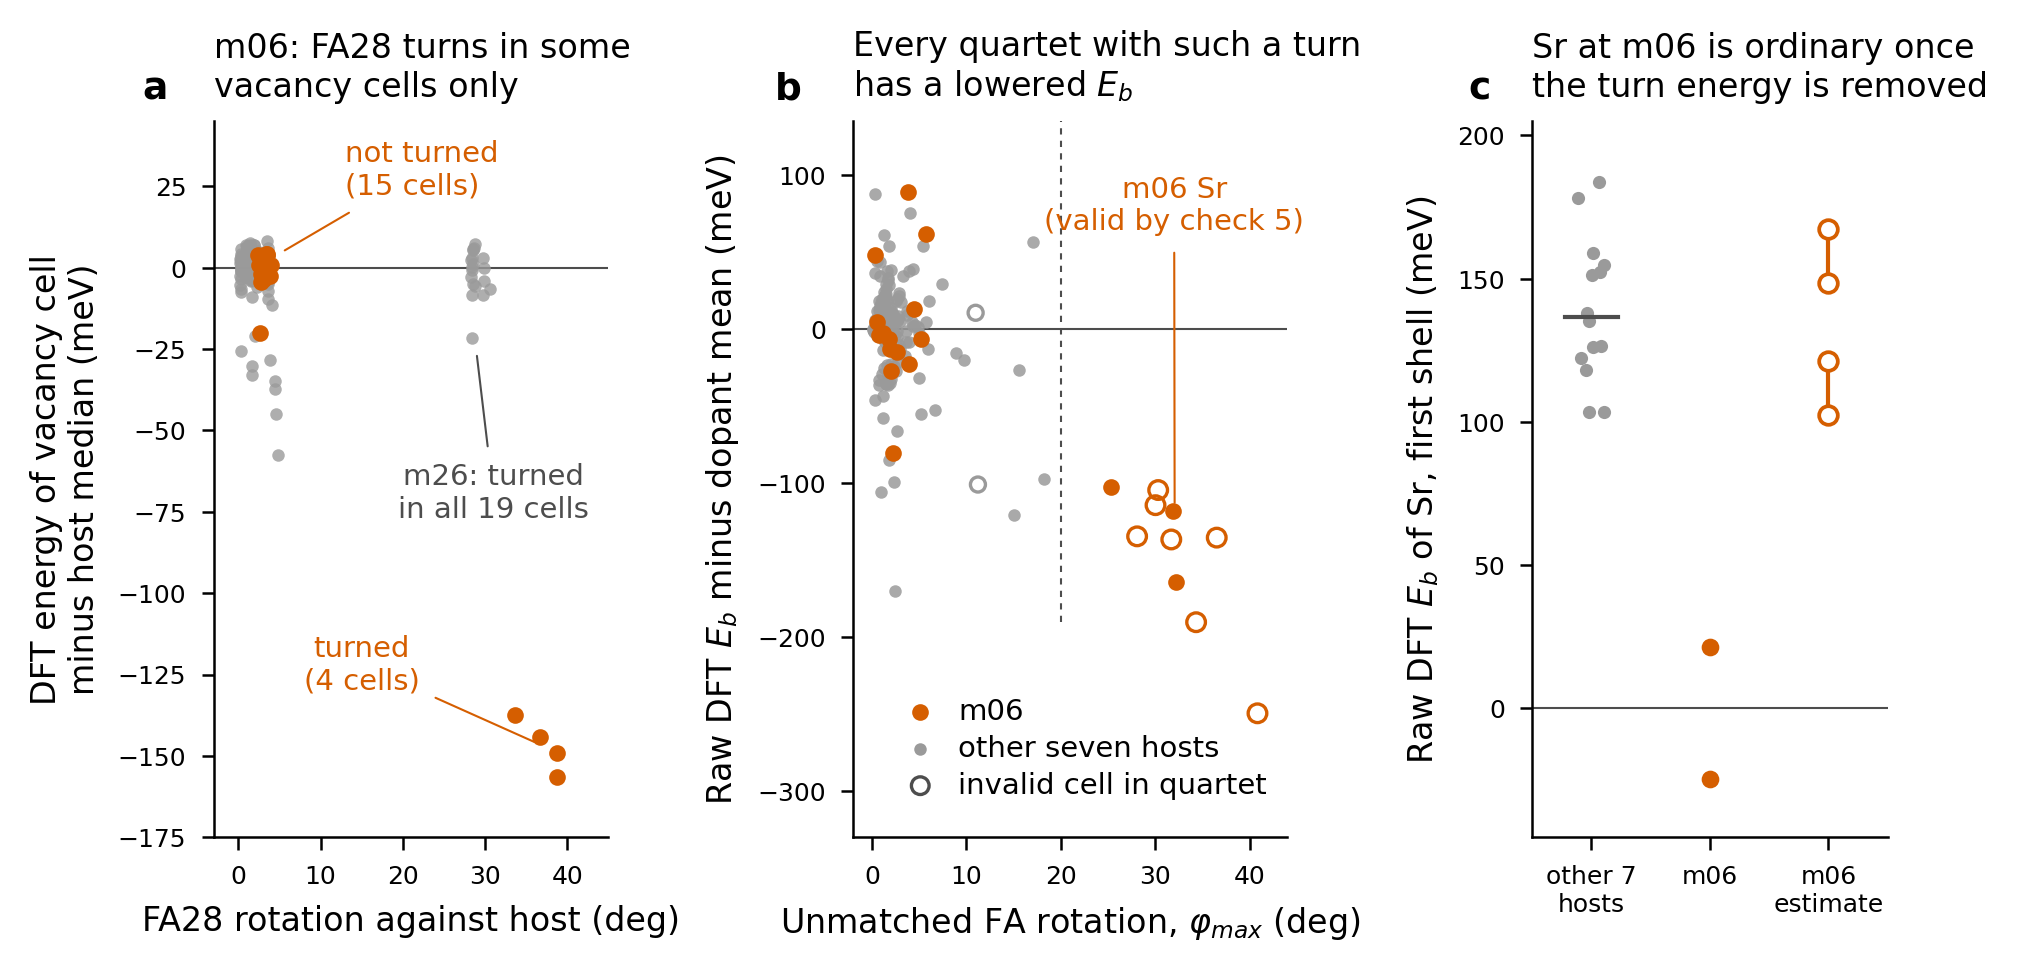 a
m06: FA28 turns in some
vacancy cells only
DFT energy of vacancy cell
minus host median (meV)
25
0
−25
−50
−75
−100
−125
−150
−175
not turned
(15 cells)
m26: turned
in all 19 cells
turned
(4 cells)
0 10 20 30 40
FA28 rotation against host (deg)
b
Every quartet with such a turn
has a lowered E_b
Raw DFT E_b minus dopant mean (meV)
100
0
−100
−200
−300
m06 Sr
(valid by check 5)
m06
other seven hosts
invalid cell in quartet
0 10 20 30 40
Unmatched FA rotation, φ_max (deg)
c
Sr at m06 is ordinary once
the turn energy is removed
Raw DFT E_b of Sr, first shell (meV)
200
150
100
50
0
other 7
hosts
m06
m06
estimate